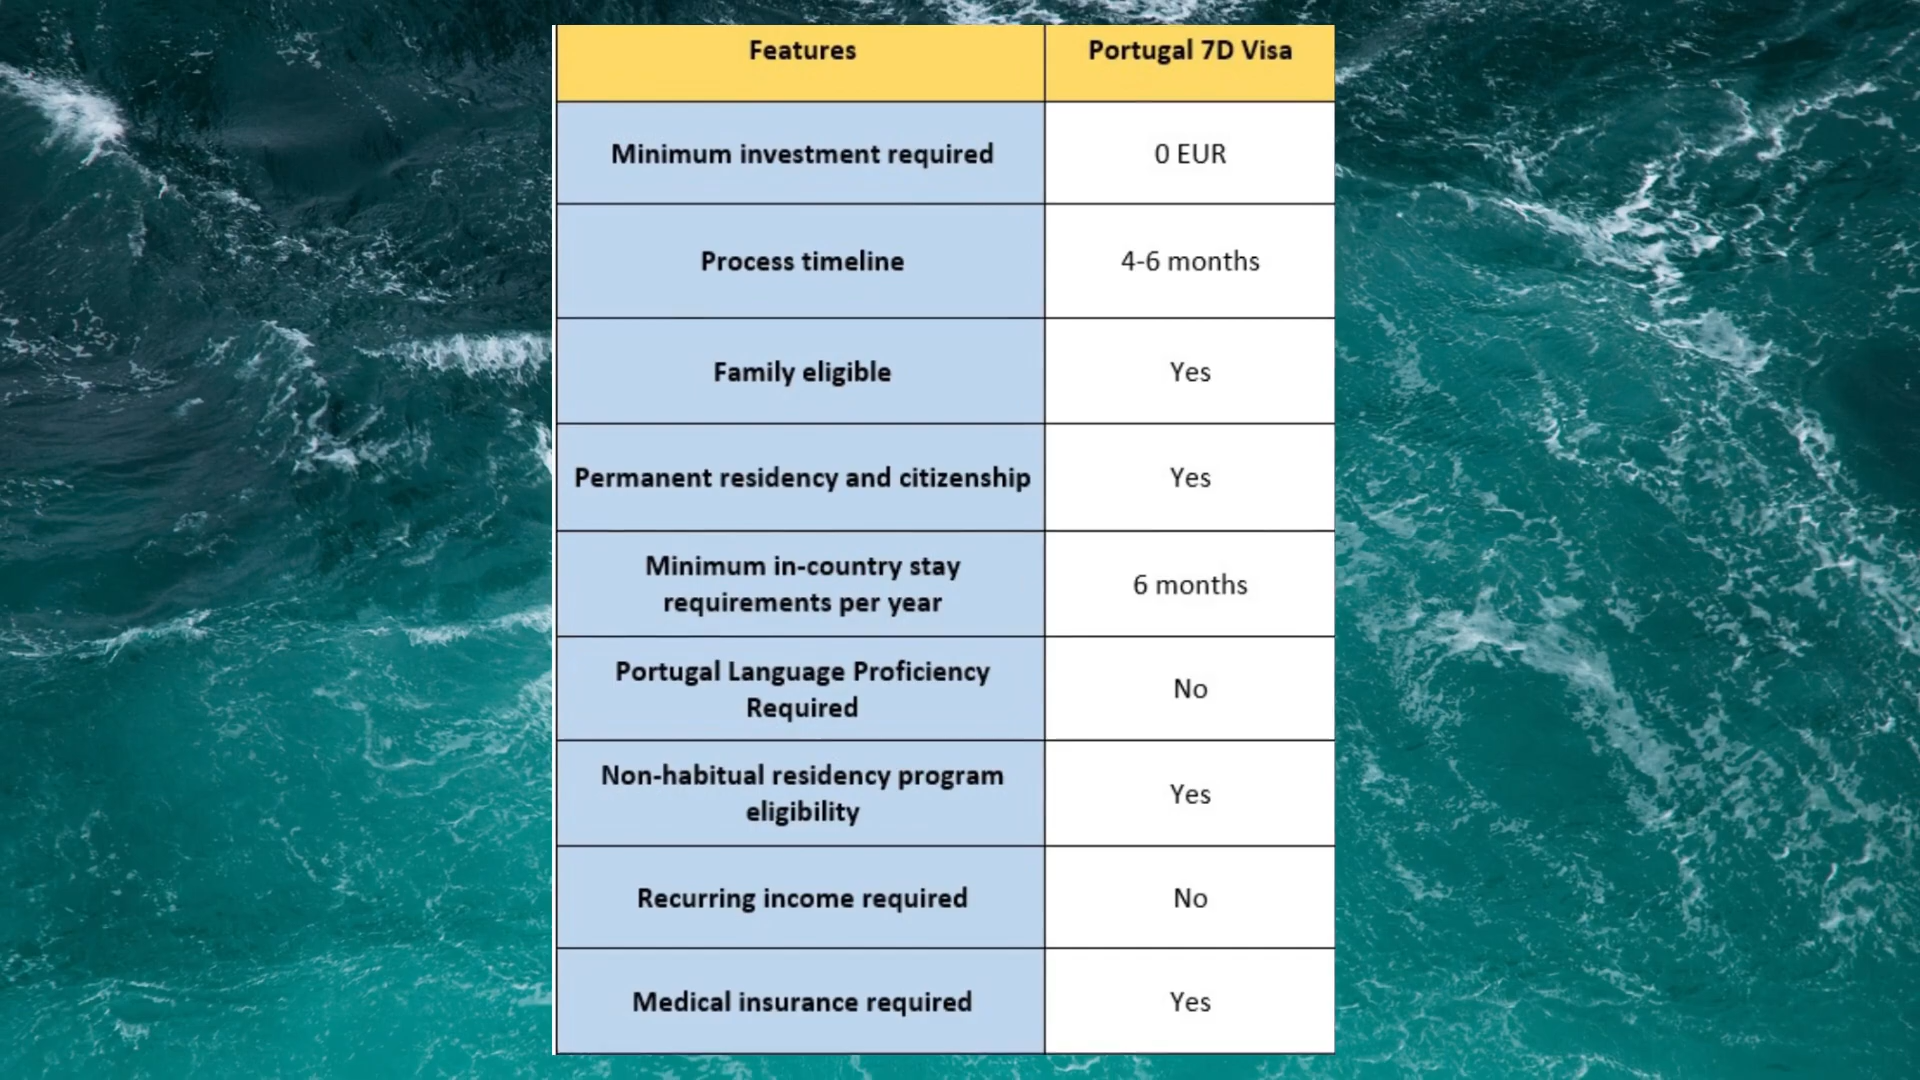 Features Portugal 7D Visa
Minimum investment required 0 EUR
Process timeline 4-6 months
Family eligible Yes
Permanent residency and citizenship Yes
Minimum in-country stay
requirements per year 6 months
Portugal Language Proficiency
Required No
Non-habitual residency program
eligibility Yes
Recurring income required No
Medical insurance required Yes